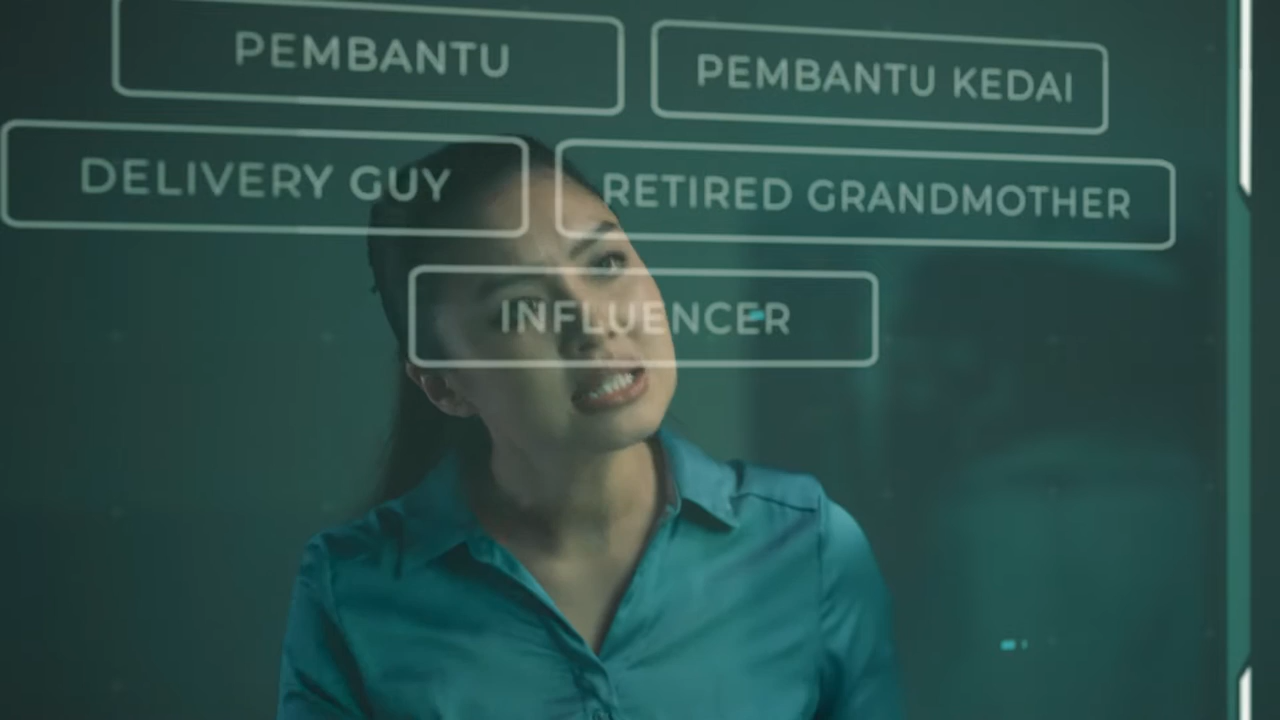 PEMBANTU
PEMBANTU KEDAI
DELIVERY GUY
RETIRED GRANDMOTHER
INFLUENCER